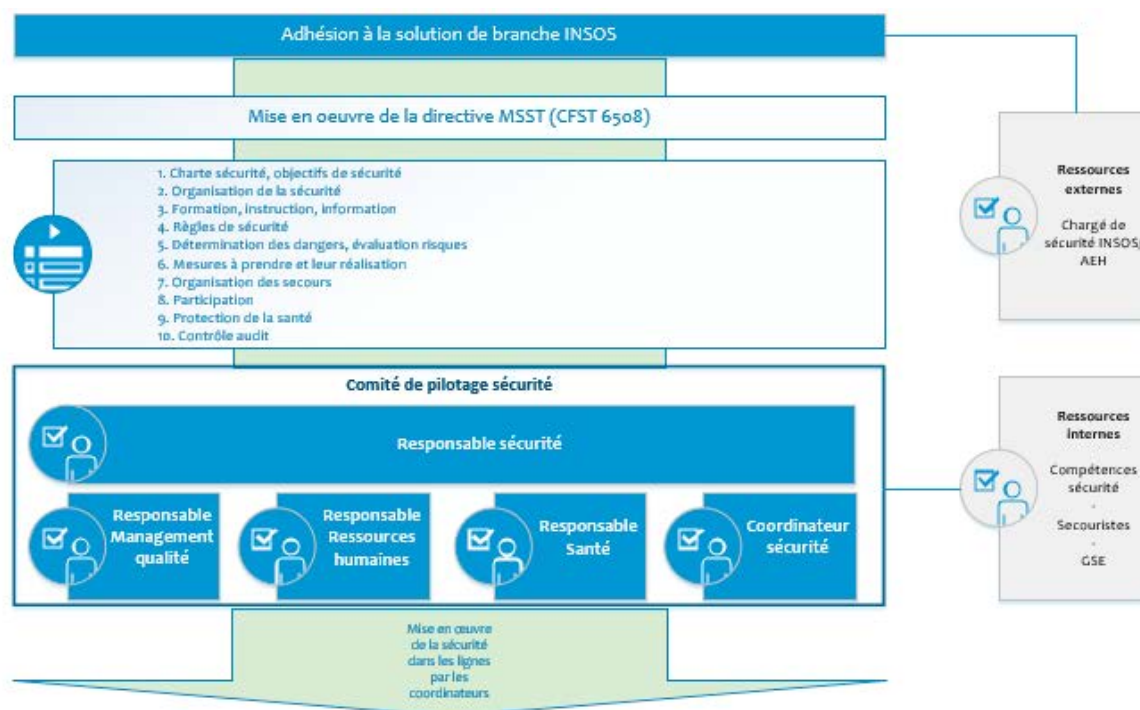 Adhésion à la solution de branche INSOS
Mise en oeuvre de la directive MSST (CFST 6508)
1. Charte sécurité, objectifs de sécurité
2. Organisation de la sécurité
3. Formation, instruction, information
4. Règles de sécurité
5. Détermination des dangers, évaluation risques
6. Mesures à prendre et leur réalisation
7. Organisation des secours
8. Participation
9. Protection de la santé
10. Contrôle audit
Ressources
externes
Chargé de
sécurité INSOS/
AEH
Comité de pilotage sécurité
Responsable sécurité
Responsable
Management
qualité
Responsable
Ressources
humaines
Responsable
Santé
Coordinateur
sécurité
Ressources
internes
Compétences
sécurité
-
Secouristes
-
GSE
Mise en œuvre
de la sécurité
dans les lignes
par les
coordinateurs